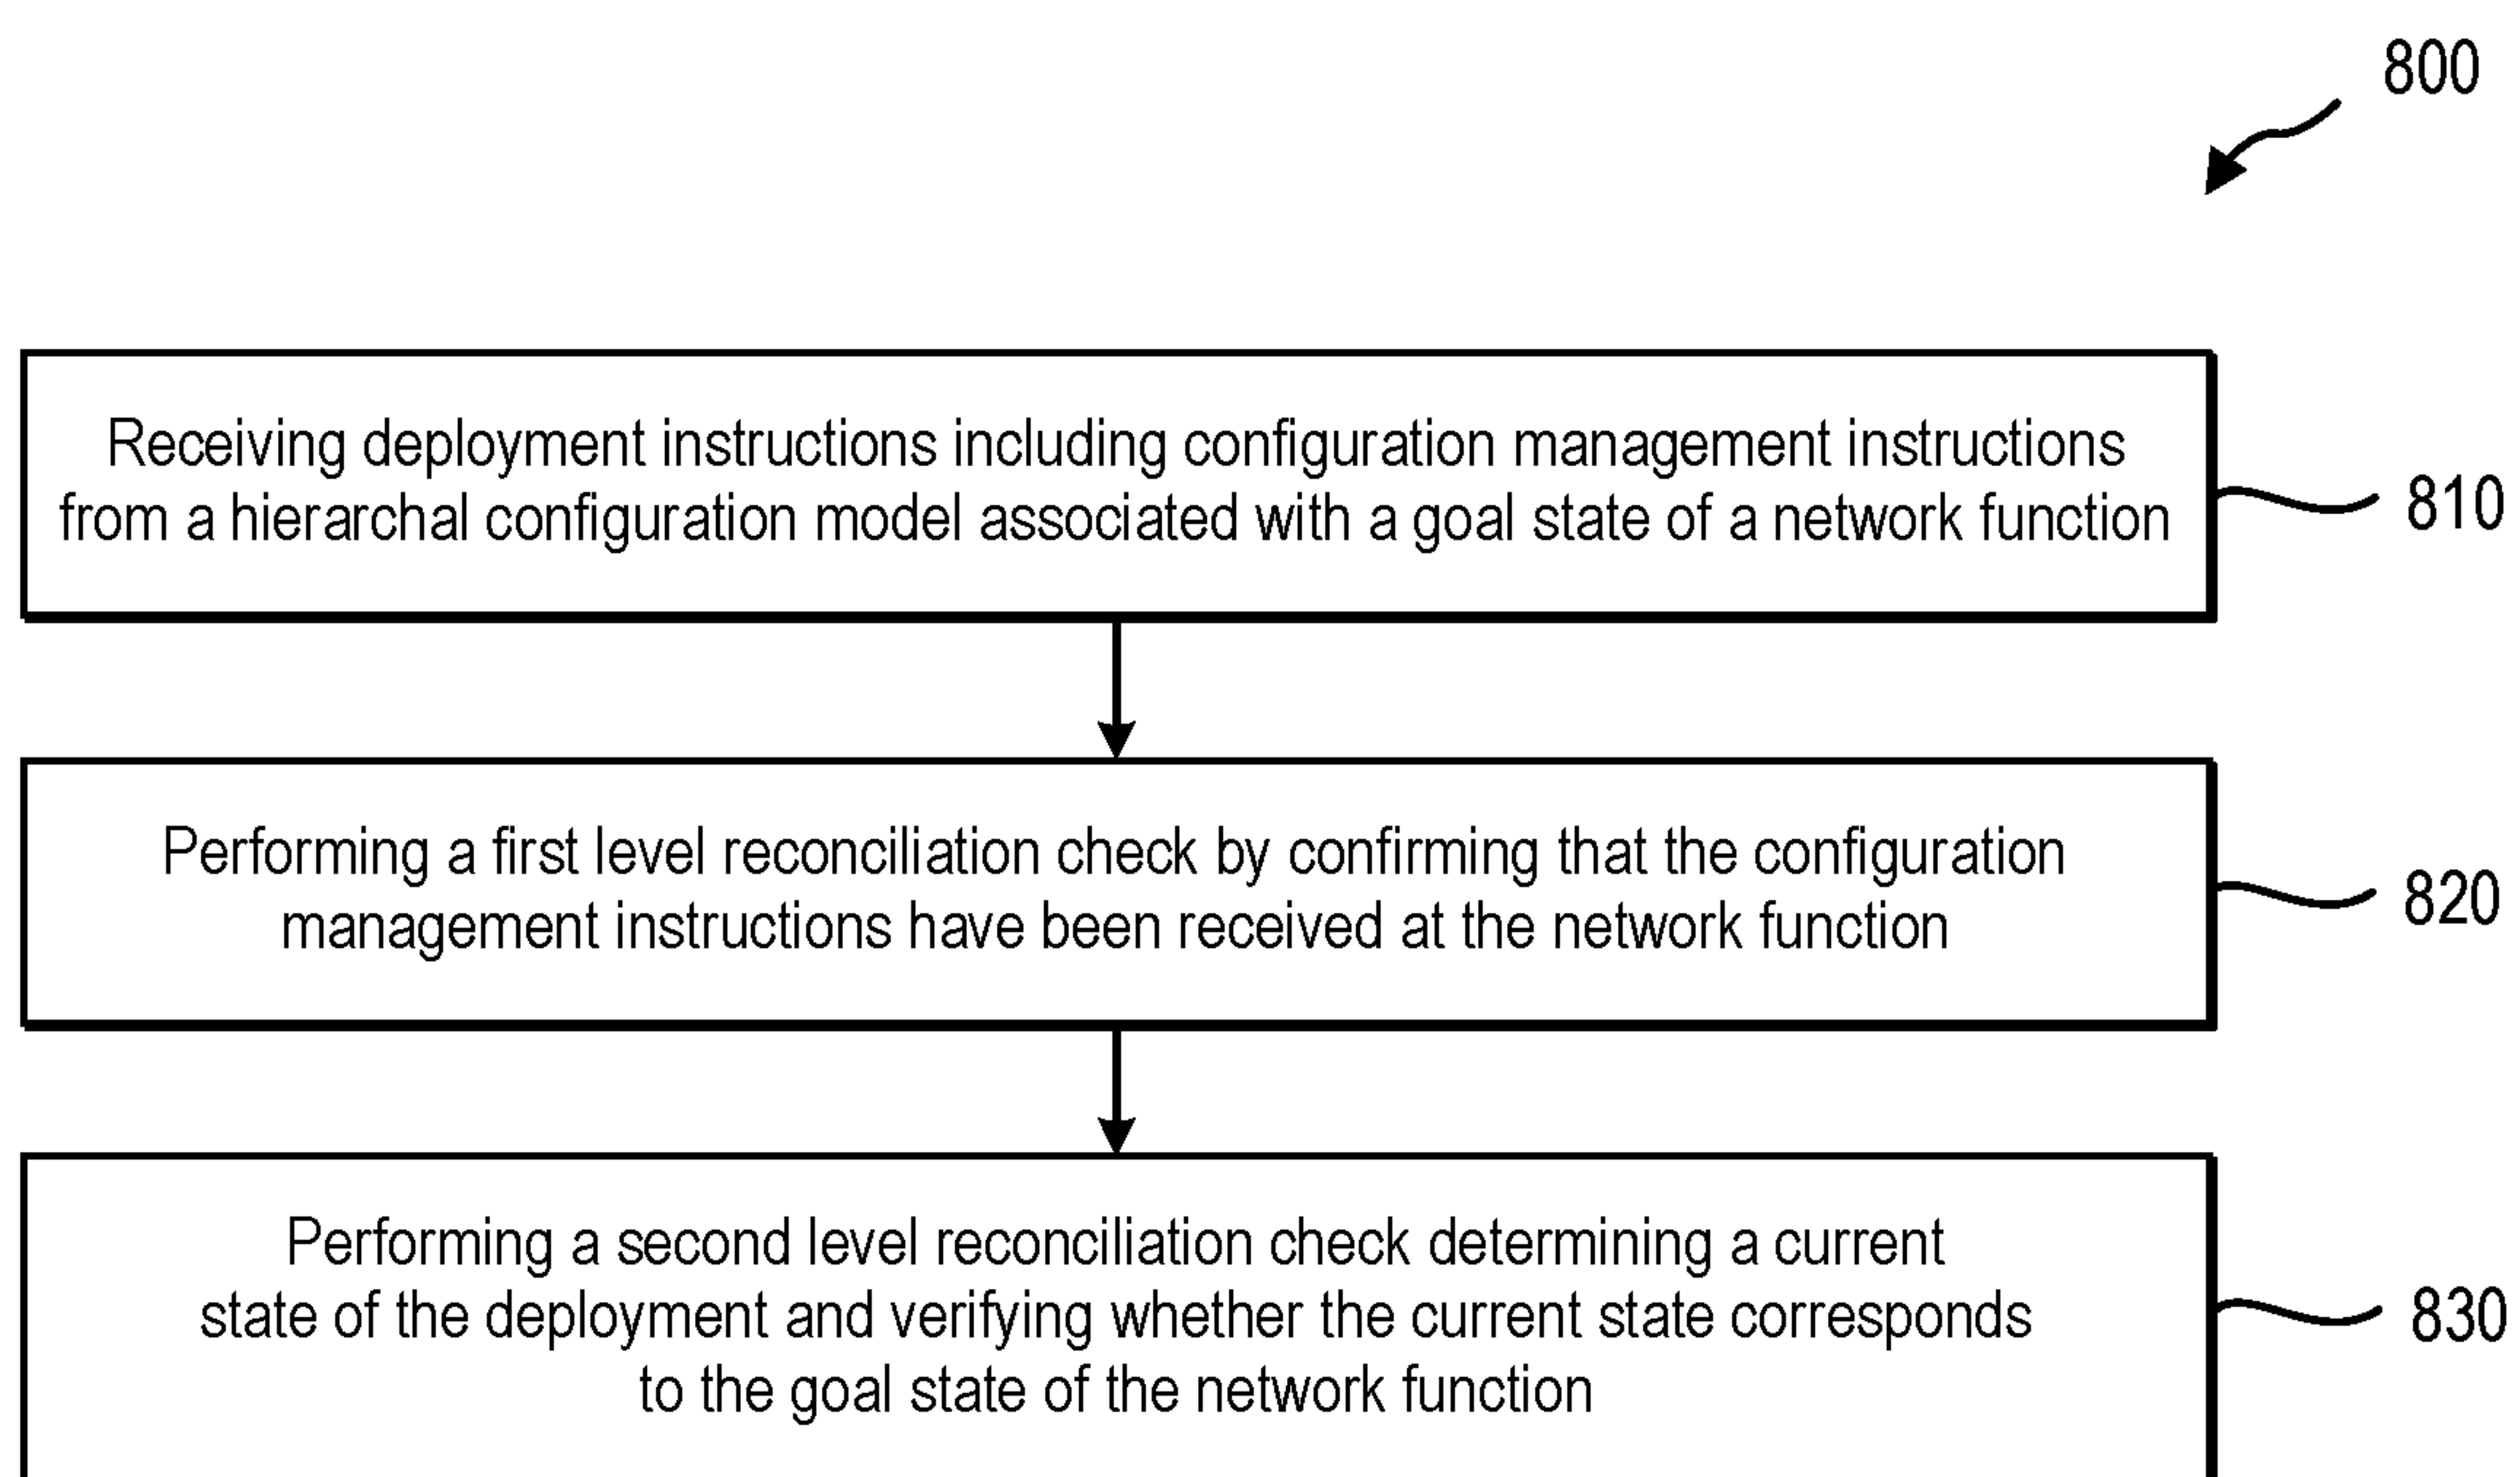 800
Receiving deployment instructions including configuration management instructions
from a hierarchal configuration model associated with a goal state of a network function
810
Performing a first level reconciliation check by confirming that the configuration
management instructions have been received at the network function
820
Performing a second level reconciliation check determining a current
state of the deployment and verifying whether the current state corresponds
to the goal state of the network function
830